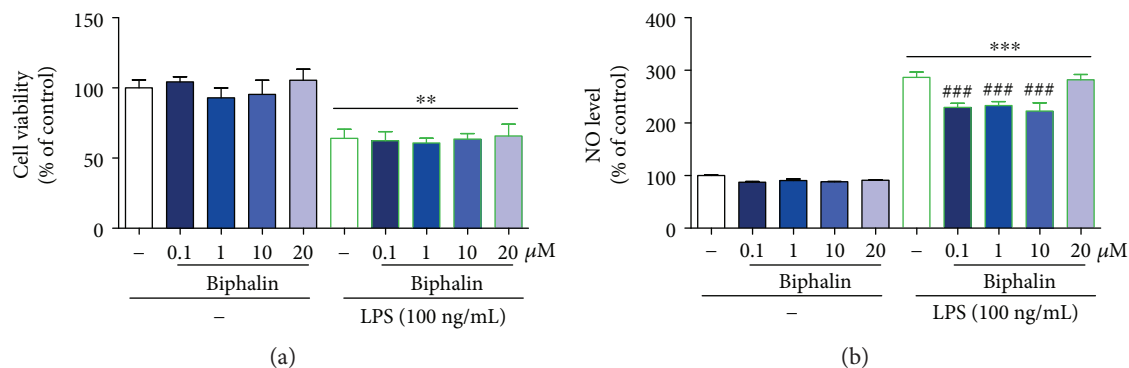 Cell viability
(% of control)
150
100
50
0
**
– 0.1 1 10 20 – 0.1 1 10 20 µM
Biphalin Biphalin
– LPS (100 ng/mL)
(a)
NO level
(% of control)
400
300
200
100
0
***
### ### ###
– 0.1 1 10 20 – 0.1 1 10 20 µM
Biphalin Biphalin
– LPS (100 ng/mL)
(b)